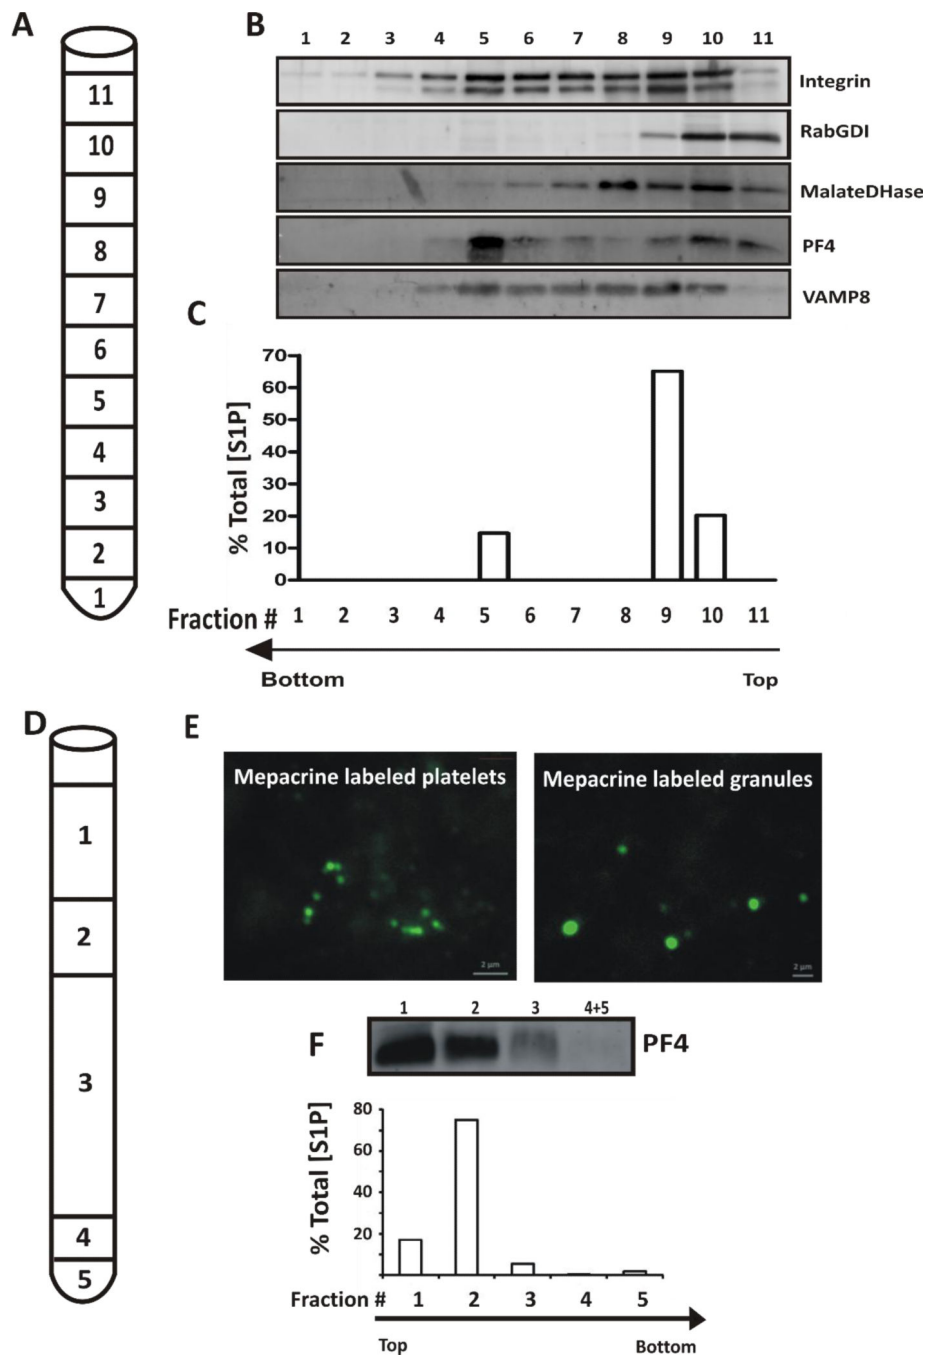 A
11
10
9
8
7
6
5
4
3
2
1
B
1 2 3 4 5 6 7 8 9 10 11
Integrin
RabGDI
MalateDHase
PF4
VAMP8
C
% Total [S1P]
70
60
50
40
30
20
10
0
Fraction # 1 2 3 4 5 6 7 8 9 10 11
Bottom Top
D
1
2
3
4
5
E
Mepacrine labeled platelets
2 µm
Mepacrine labeled granules
2 µm
F
1 2 3 4+5
PF4
% Total [S1P]
80
60
40
20
Fraction # 1 2 3 4 5
Top Bottom